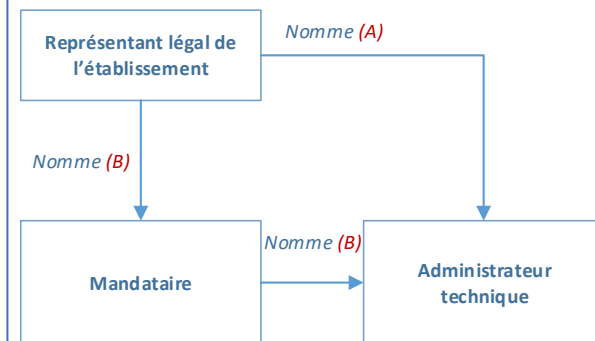 Représentant légal de
l’établissement
Nomme (A)
Nomme (B)
Nomme (B)
Mandataire
Administrateur
technique